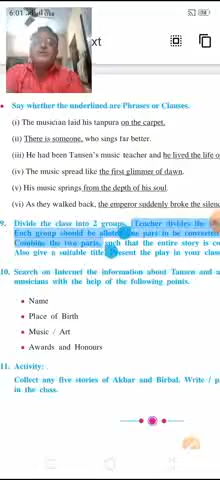 6:01
xt
• Say whether the underlined are Phrases or Clauses.
(i) The musician laid his tanpura on the carpet.
(ii) There is someone, who sings far better.
(iii) He had been Tansen's music teacher and he lived the life o
(iv) The music spread like the first glimmer of dawn.
(v) His music springs from the depth of his soul.
(vi) As they walked back, the emperor suddenly broke the silenc
9. Divide the class into 2 groups. (Teacher divides the
Each group should be part to be converted
Combine the two parts, such that the entire story is co
Also give a suitable title. Present the play in your class
10. Search on Internet the information about Tansen and a
musicians with the help of the following points.
• Name
• Place of Birth
• Music / Art
• Awards and Honours
11. Activity:
Collect any five stories of Akbar and Birbal. Write / p
in the class.